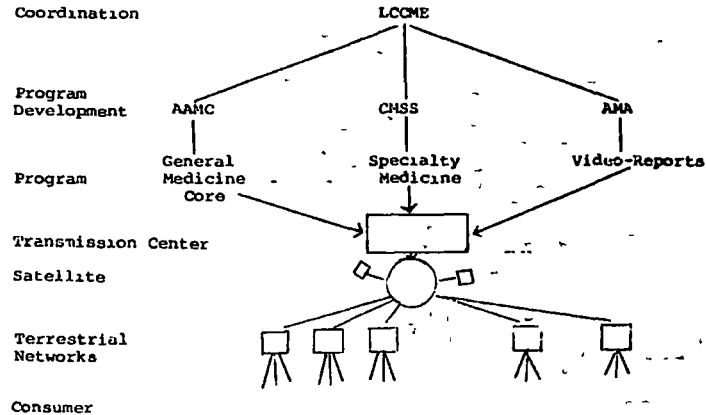 Coordination LCCME
Program
Development AAMC CMSS AMA
General Specialty Video-Reports
Program Medicine Medicine
Core
Transmission Center
Satellite
Terrestrial
Networks
Consumer